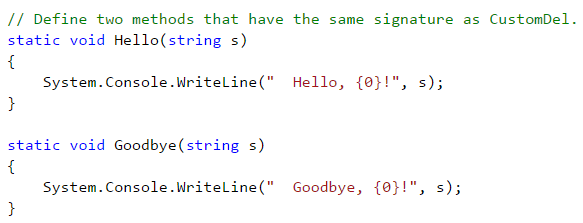 // Define two methods that have the same signature as CustomDel.
static void Hello(string s)
{
    System.Console.WriteLine("  Hello, {0}!", s);
}

static void Goodbye(string s)
{
    System.Console.WriteLine("  Goodbye, {0}!", s);
}